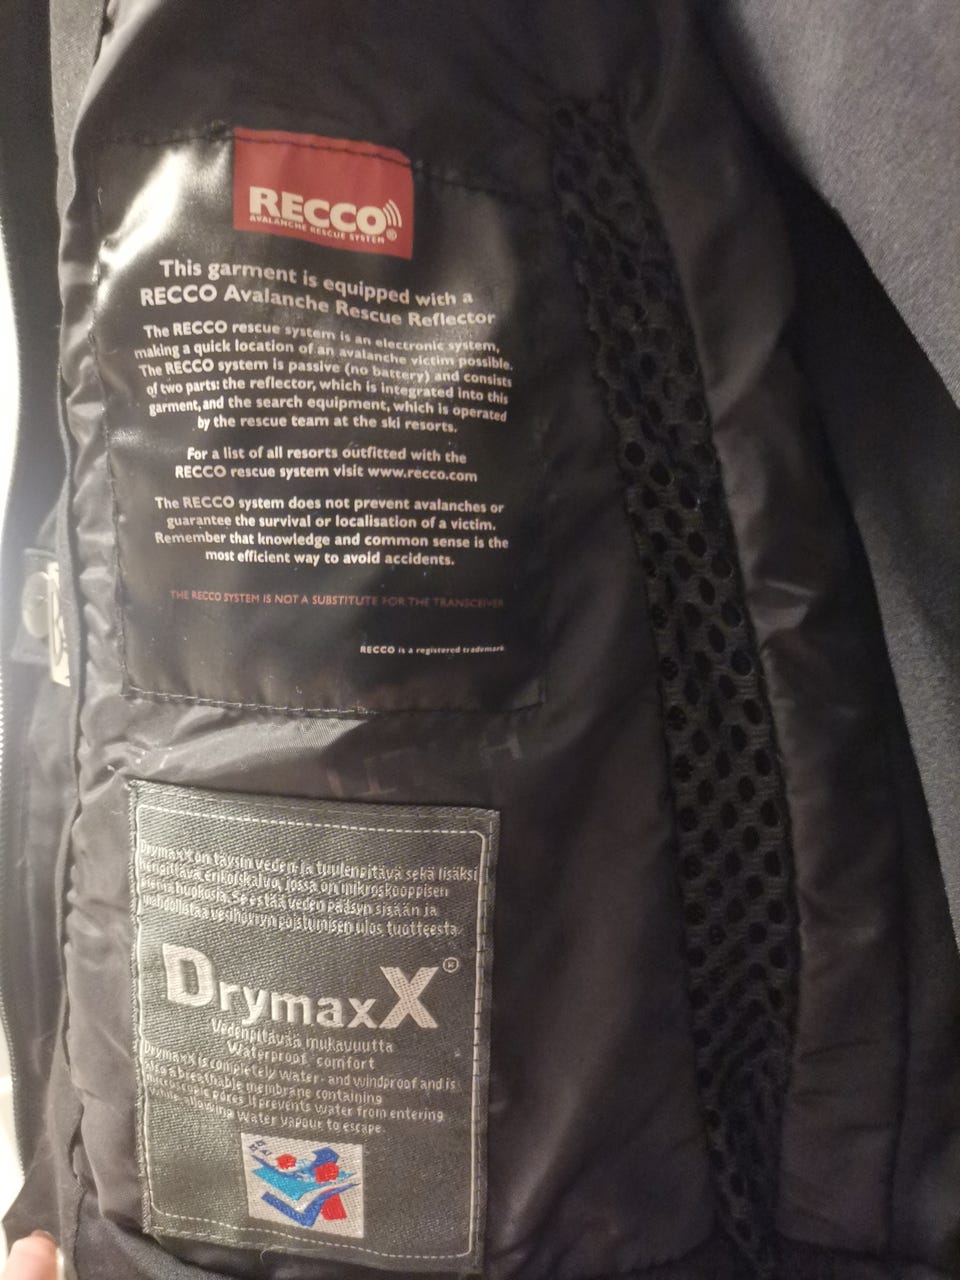 RECCO
AVALANCHE RESCUE SYSTEM ®
This garment is equipped with a
RECCO Avalanche Rescue Reflector
The RECCO rescue system is an electronic system,
making a quick location of an avalanche victim possible.
The RECCO system is passive (no battery) and consists
of two parts: the reflector, which is integrated into this
garment, and the search equipment, which is operated
by the rescue team at the ski resorts.
For a list of all resorts outfitted with the
RECCO rescue system visit www.recco.com
The RECCO system does not prevent avalanches or
guarantee the survival or localisation of a victim.
Remember that knowledge and common sense is the
most efficient way to avoid accidents.
THE RECCO SYSTEM IS NOT A SUBSTITUTE FOR THE TRANSCEIVER
RECCO is a registered trademark
DrymaxX on täysin veden- ja tuulenpitävä sekä lisäksi
hengittävä erikoiskalvo, jossa on mikroskooppisen
pieniä huokosia. Se estää veden pääsyn sisään ja
mahdollistaa vesihöyryn poistumisen ulos tuotteesta.
DrymaxX®
Vedenpitävää mukavuutta
Waterproof comfort
DrymaxX is completely water- and windproof and is
also a breathable membrane containing
microscopic pores. It prevents water from entering
while allowing water vapour to escape.